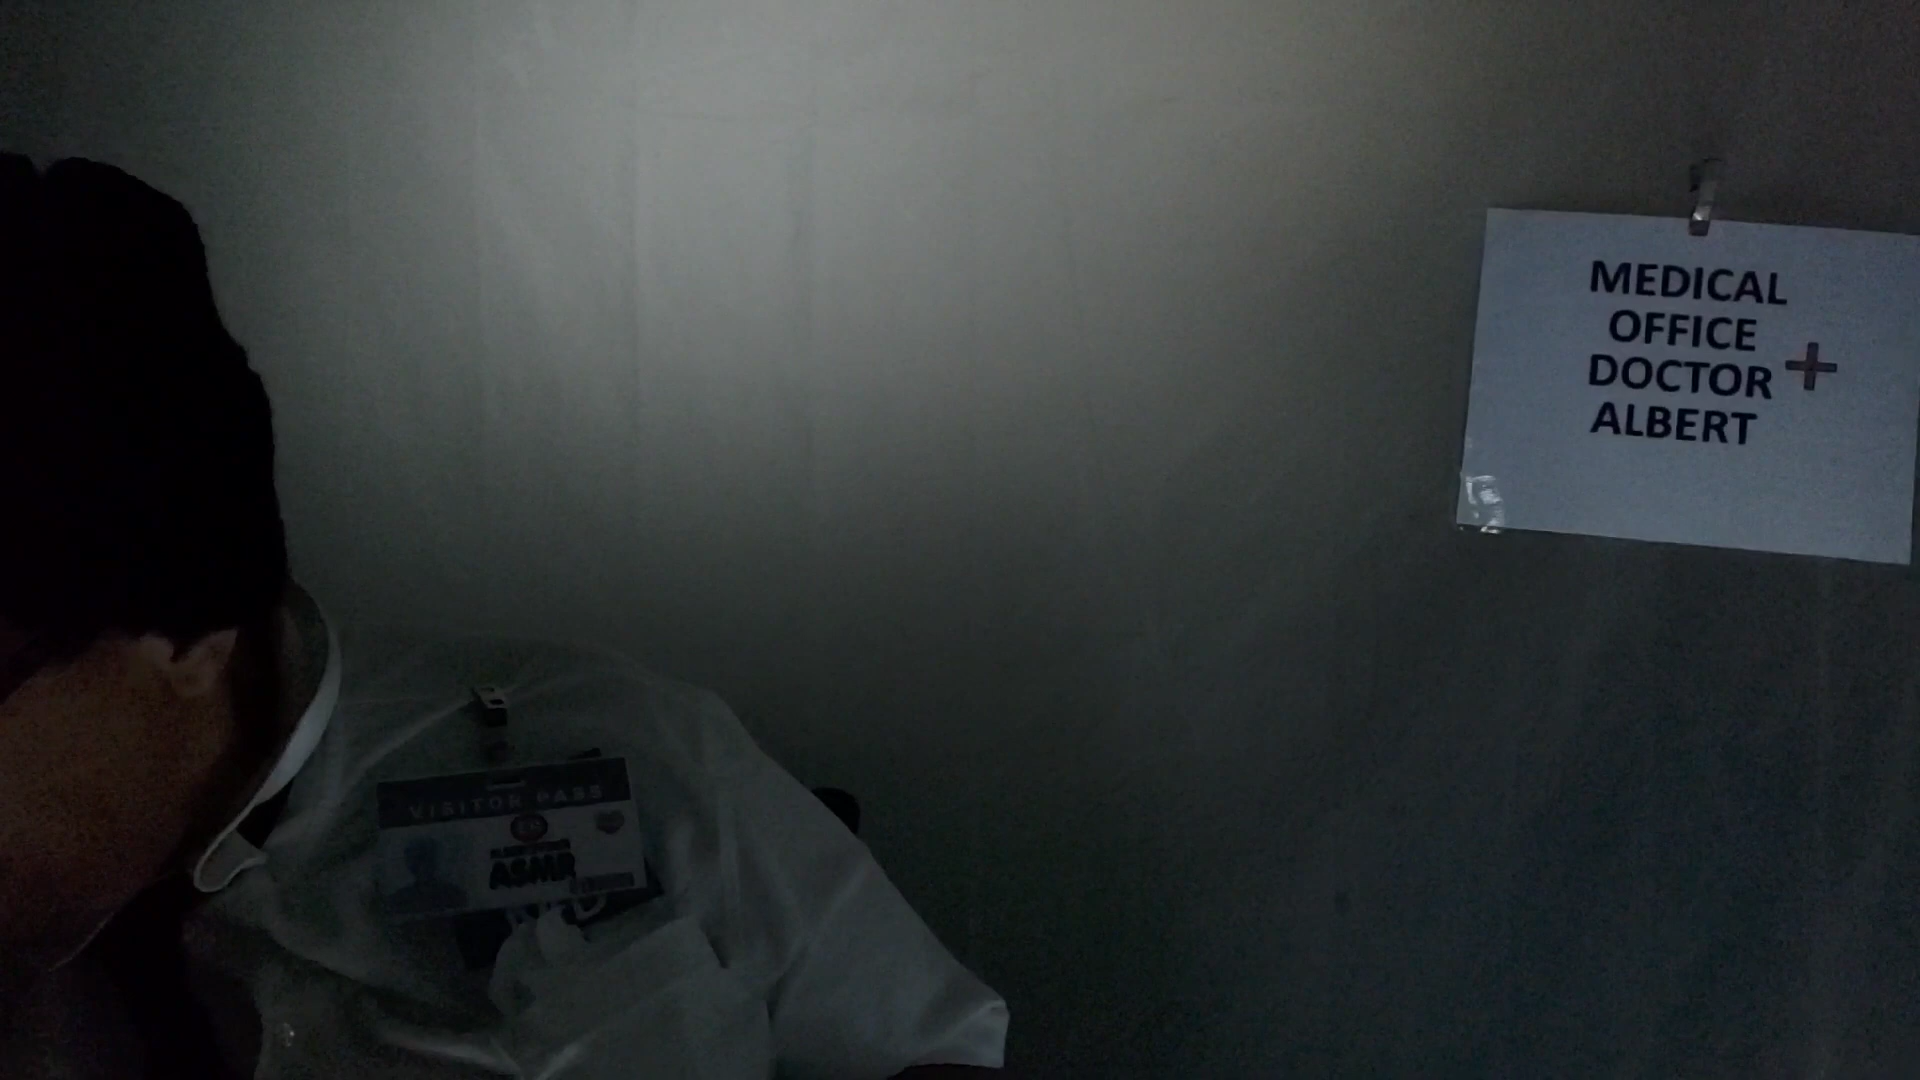 MEDICAL
OFFICE
DOCTOR
ALBERT
VISITOR PASS
ASMR